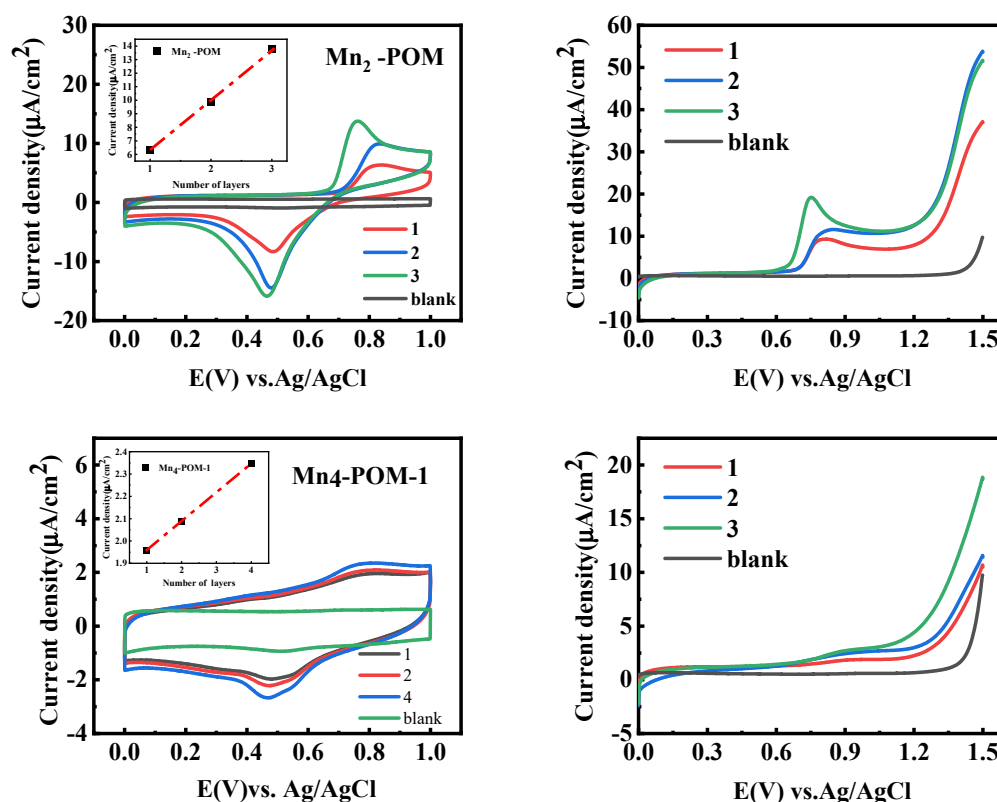 30
20
10
0
-10
-20
Current density(μA/cm²)
0.0 0.2 0.4 0.6 0.8 1.0
E(V) vs.Ag/AgCl
Mn₂ -POM
14
13
12
11
10
9
8
7
6
Current density(μA/cm²)
1 2 3
Number of layers
Mn₂ -POM
1
2
3
blank
60
50
40
30
20
10
0
-10
Current density(μA/cm²)
0.0 0.3 0.6 0.9 1.2 1.5
E(V) vs.Ag/AgCl
1
2
3
blank
6
4
2
0
-2
-4
Current density(μA/cm²)
0.0 0.2 0.4 0.6 0.8 1.0
E(V)vs. Ag/AgCl
Mn4-POM-1
2.4
2.3
2.2
2.1
2.0
1.9
Current density(μA/cm²)
1 2 3 4
Number of layers
Mn₄-POM-1
1
2
4
blank
20
15
10
5
0
-5
Current density(μA/cm²)
0.0 0.3 0.6 0.9 1.2 1.5
E(V) vs.Ag/AgCl
1
2
3
blank